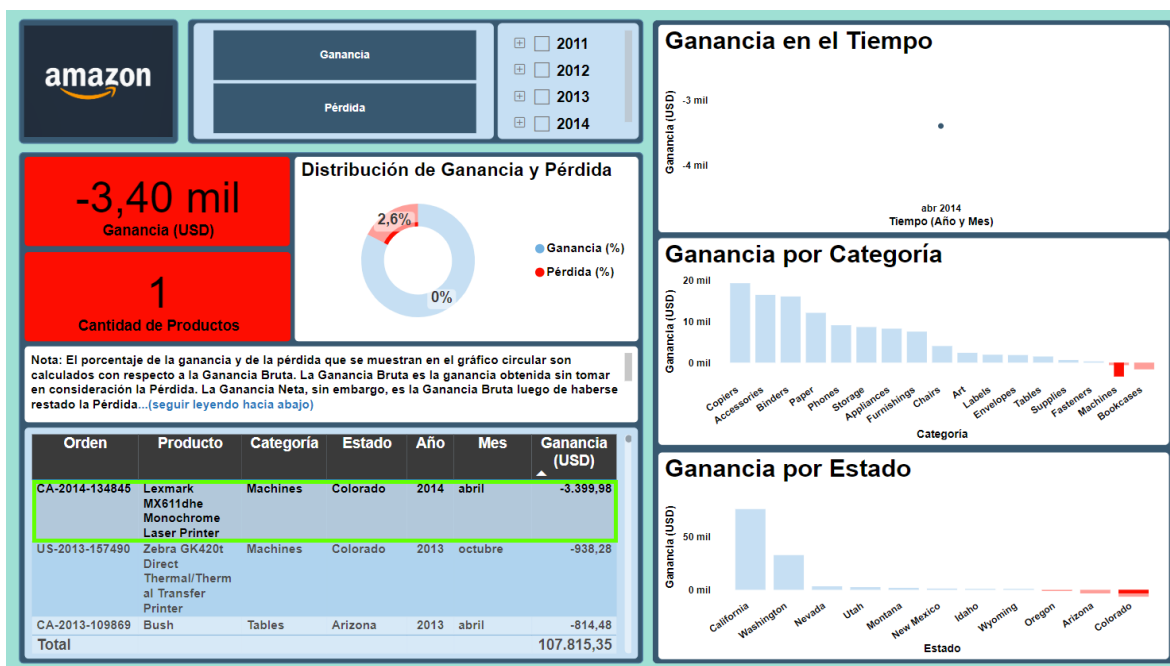 amazon
Ganancia
Pérdida
2011
2012
2013
2014
-3,40 mil
Ganancia (USD)
1
Cantidad de Productos
Distribución de Ganancia y Pérdida
2,6%
0%
Ganancia (%)
Pérdida (%)
Nota: El porcentaje de la ganancia y de la pérdida que se muestran en el gráfico circular son
calculados con respecto a la Ganancia Bruta. La Ganancia Bruta es la ganancia obtenida sin tomar
en consideración la Pérdida. La Ganancia Neta, sin embargo, es la Ganancia Bruta luego de haberse
restado la Pérdida...(seguir leyendo hacia abajo)
Orden Producto Categoría Estado Año Mes Ganancia
(USD)
CA-2014-134845 Lexmark Machines Colorado 2014 abril -3.399,98
MX611dhe
Monochrome
Laser Printer
US-2013-157490 Zebra GK420t Machines Colorado 2013 octubre -938,28
Direct
Thermal/Therm
al Transfer
Printer
CA-2013-109869 Bush Tables Arizona 2013 abril -814,48
Total 107.815,35
Ganancia en el Tiempo
Ganancia (USD)
-3 mil
-4 mil
abr 2014
Tiempo (Año y Mes)
Ganancia por Categoría
Ganancia (USD)
20 mil
10 mil
0 mil
Copiers
Accessories
Binders
Paper
Phones
Storage
Appliances
Furnishings
Chairs
Art
Labels
Envelopes
Tables
Supplies
Fasteners
Machines
Bookcases
Categoría
Ganancia por Estado
Ganancia (USD)
50 mil
0 mil
California
Washington
Nevada
Utah
Montana
New Mexico
Idaho
Wyoming
Oregon
Arizona
Colorado
Estado